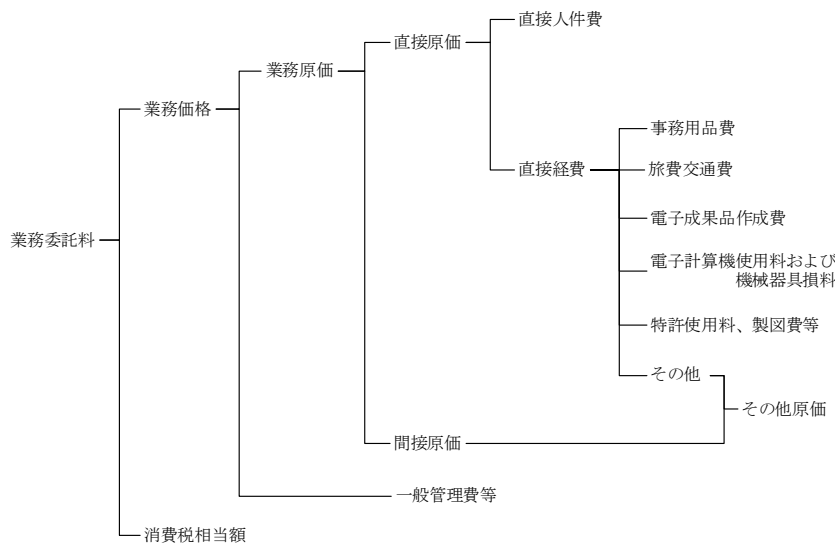 直接人件費
直接原価
業務原価
業務価格
事務用品費
直接経費
旅費交通費
電子成果品作成費
業務委託料
電子計算機使用料および
機械器具損料
特許使用料、製図費等
その他
その他原価
間接原価
一般管理費等
消費税相当額